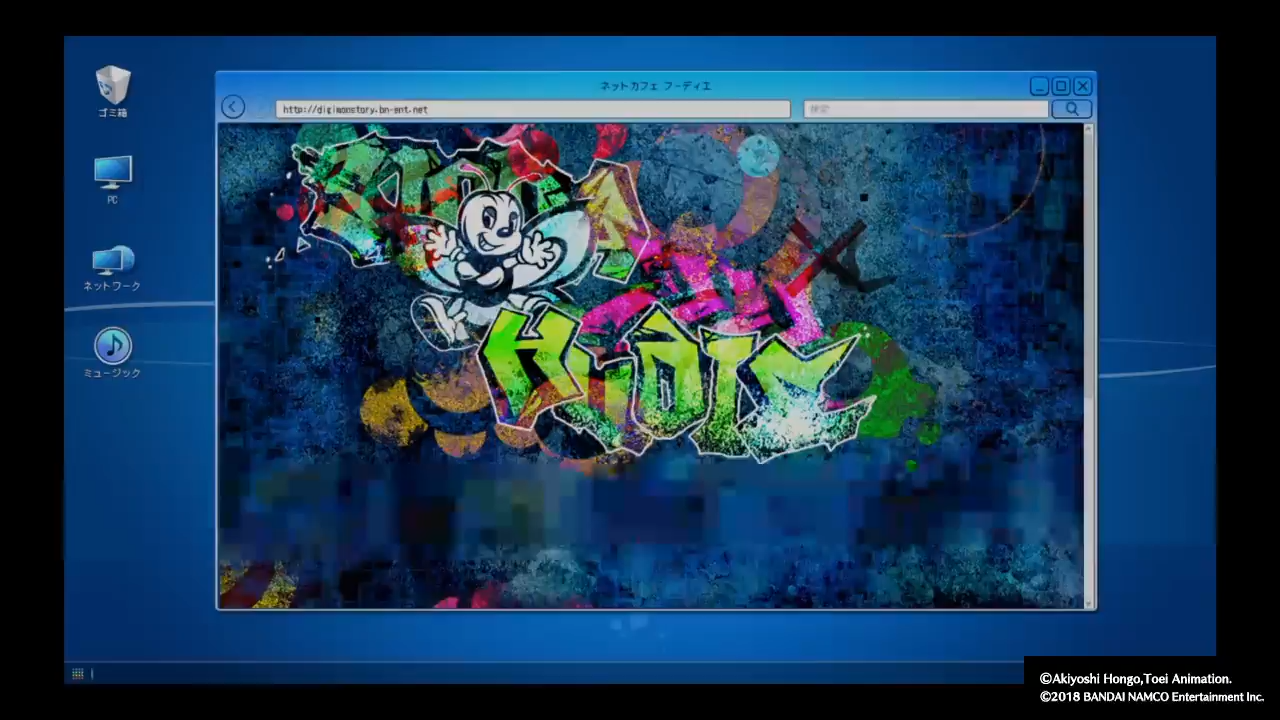 ネットカフェ フーディエ
http://digimonstory.bn-ent.net
検索
ゴミ箱
PC
ネットワーク
ミュージック
©Akiyoshi Hongo,Toei Animation.
©2018 BANDAI NAMCO Entertainment Inc.